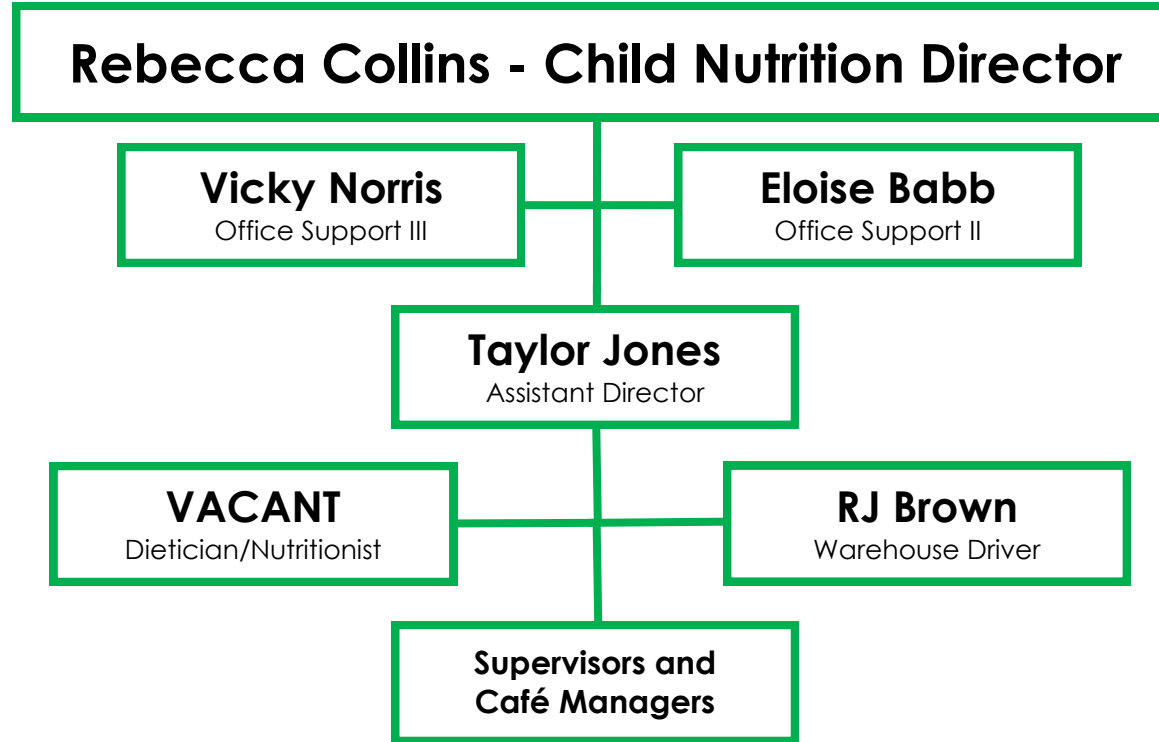 Rebecca Collins - Child Nutrition Director
Vicky Norris
Office Support III
Eloise Babb
Office Support II
Taylor Jones
Assistant Director
VACANT
Dietician/Nutritionist
RJ Brown
Warehouse Driver
Supervisors and
Café Managers